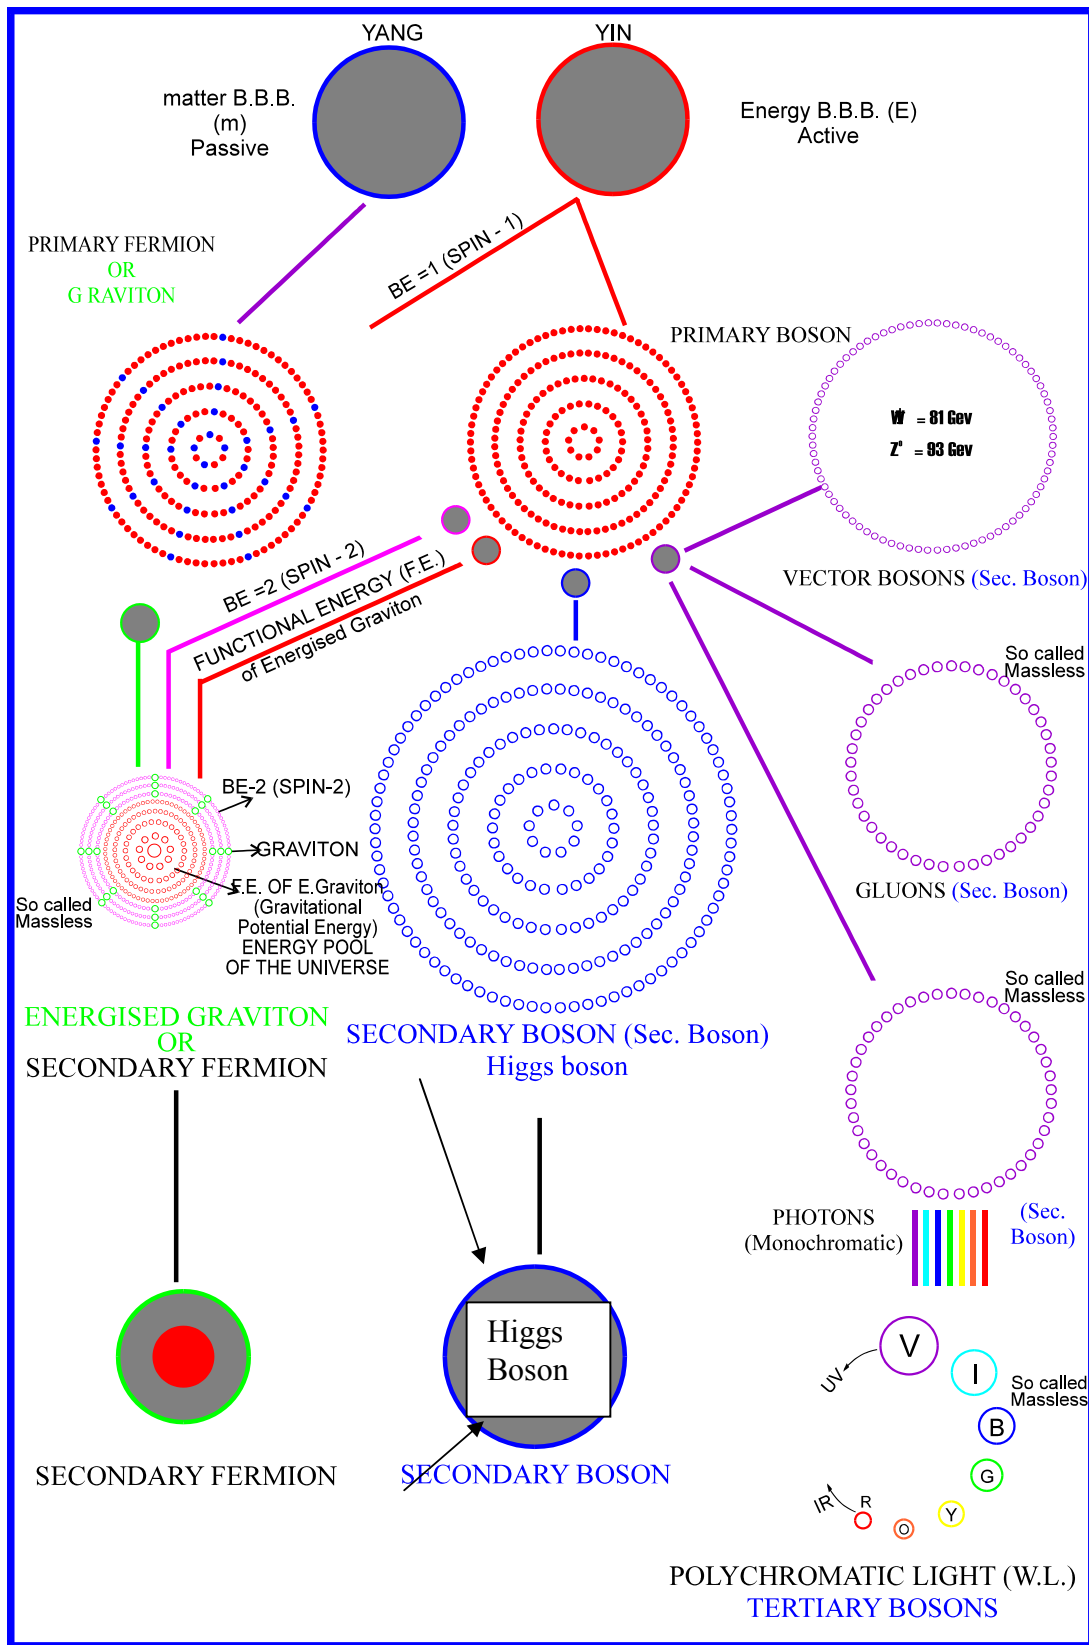 YANG
YIN
matter B.B.B.
(m)
Passive
Energy B.B.B. (E)
Active
PRIMARY FERMION
OR
G RAVITON
BE =1 (SPIN - 1)
PRIMARY BOSON
= 81 Gev
Z° = 93 Gev
VECTOR BOSONS (Sec. Boson)
BE =2 (SPIN - 2)
FUNCTIONAL ENERGY (F.E.)
of Energised Graviton
So called
Massless
GLUONS (Sec. Boson)
BE-2 (SPIN-2)
GRAVITON
F.E. OF E.Graviton
(Gravitational
Potential Energy)
ENERGY POOL
OF THE UNIVERSE
So called
Massless
ENERGISED GRAVITON
OR
SECONDARY FERMION
SECONDARY BOSON (Sec. Boson)
Higgs boson
So called
Massless
PHOTONS
(Monochromatic)
(Sec.
Boson)
Higgs
Boson
SECONDARY FERMION
SECONDARY BOSON
V
UV
I
So called
Massless
B
G
Y
O
R
IR
POLYCHROMATIC LIGHT (W.L.)
TERTIARY BOSONS